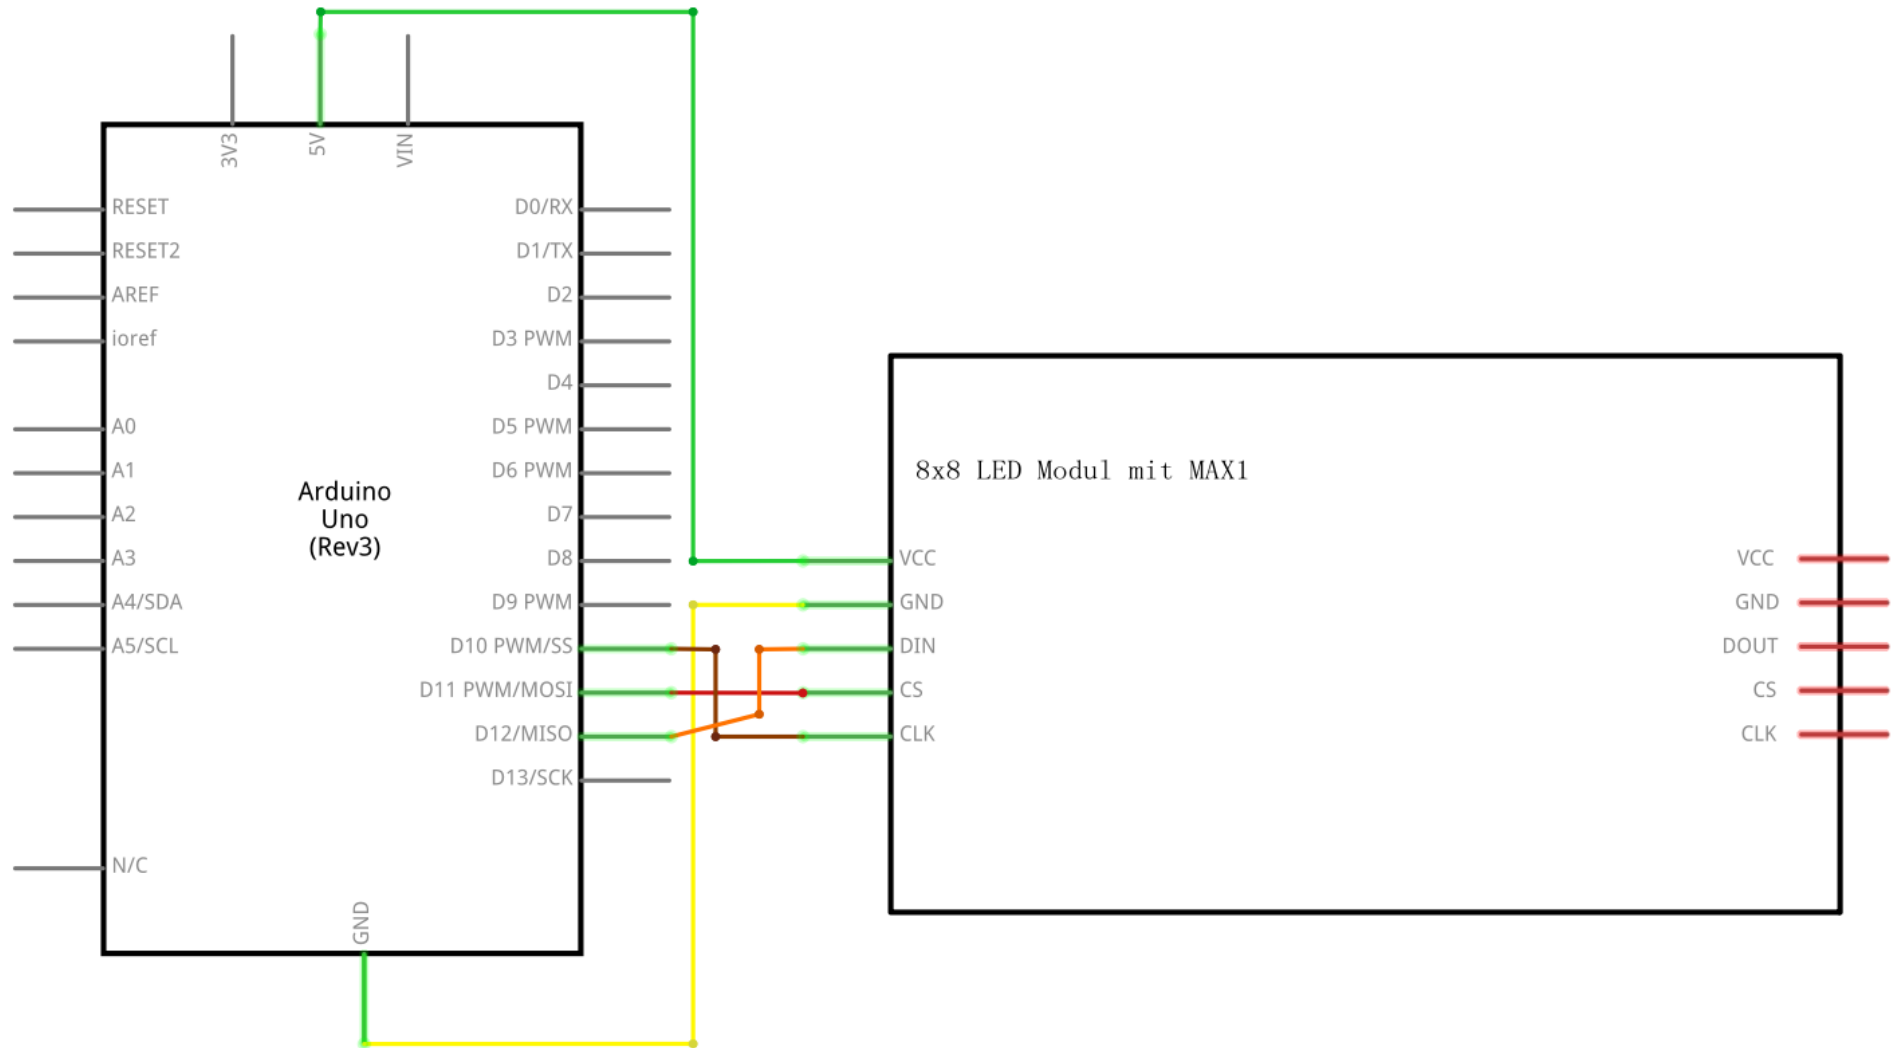 3V3
5V
VIN
RESET
RESET2
AREF
ioref
A0
A1
A2
A3
A4/SDA
A5/SCL
N/C
Arduino
Uno
(Rev3)
D0/RX
D1/TX
D2
D3 PWM
D4
D5 PWM
D6 PWM
D7
D8
D9 PWM
D10 PWM/SS
D11 PWM/MOSI
D12/MISO
D13/SCK
GND
8x8 LED Modul mit MAX1
VCC
GND
DIN
CS
CLK
VCC
GND
DOUT
CS
CLK